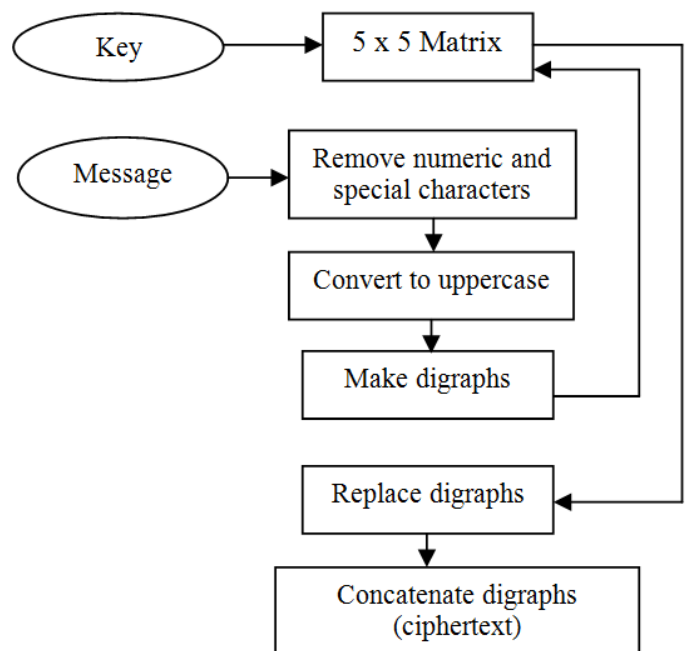 Key
5 x 5 Matrix
Message
Remove numeric and
special characters
Convert to uppercase
Make digraphs
Replace digraphs
Concatenate digraphs
(ciphertext)